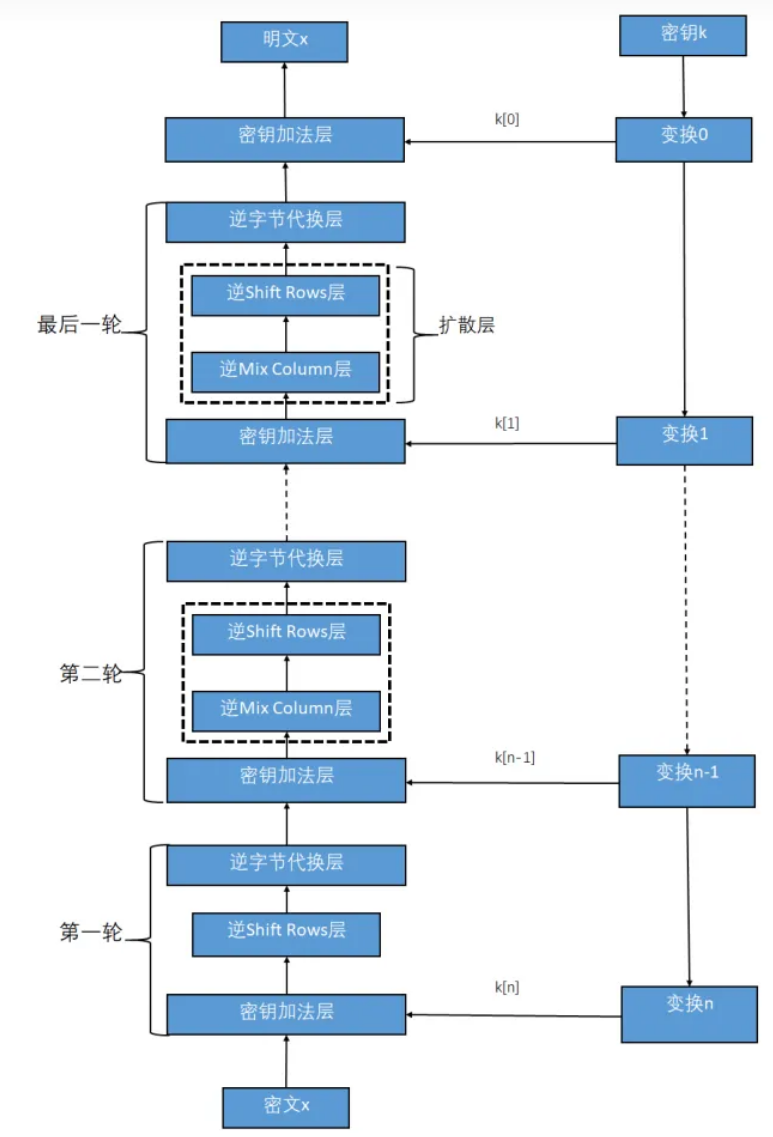 明文x
密钥k
密钥加法层
k[0]
变换0
逆字节代换层
逆Shift Rows层
最后一轮
扩散层
逆Mix Column层
密钥加法层
k[1]
变换1
逆字节代换层
逆Shift Rows层
第二轮
逆Mix Column层
密钥加法层
k[n-1]
变换n-1
逆字节代换层
逆Shift Rows层
第一轮
密钥加法层
k[n]
变换n
密文x